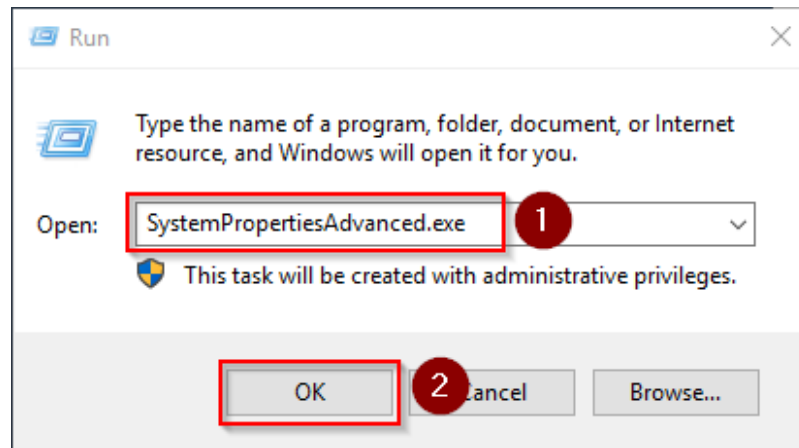 Run
Type the name of a program, folder, document, or Internet
resource, and Windows will open it for you.
Open: SystemPropertiesAdvanced.exe 1
This task will be created with administrative privileges.
OK 2 Cancel Browse...